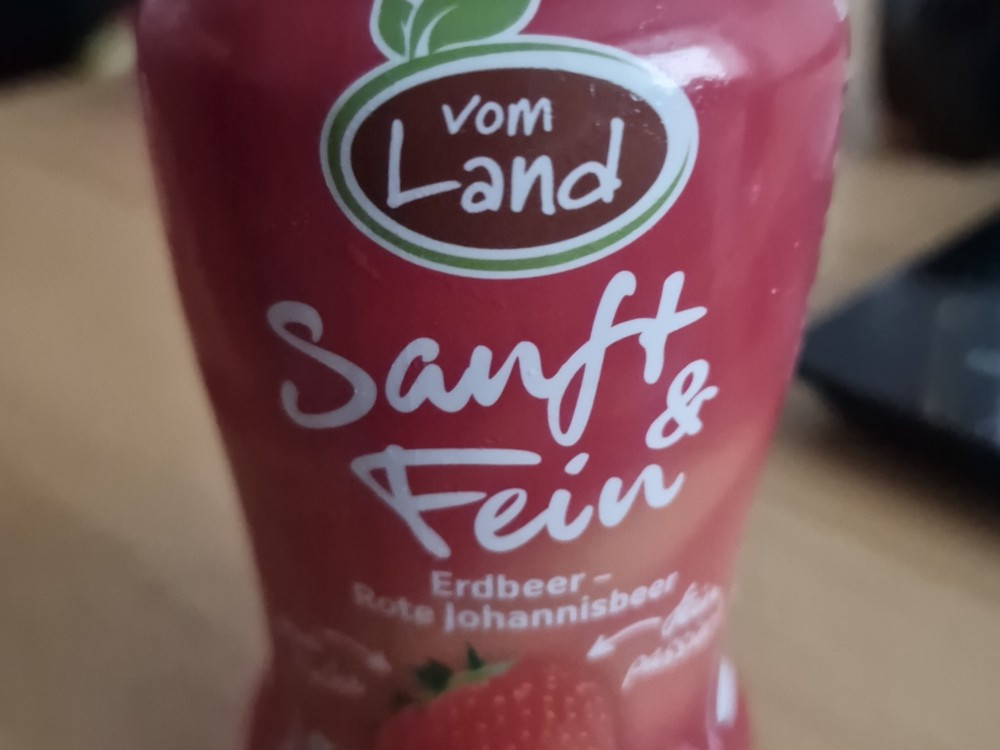 vom
Land
Sanft
&
Fein
Erdbeer –
Rote Johannisbeer